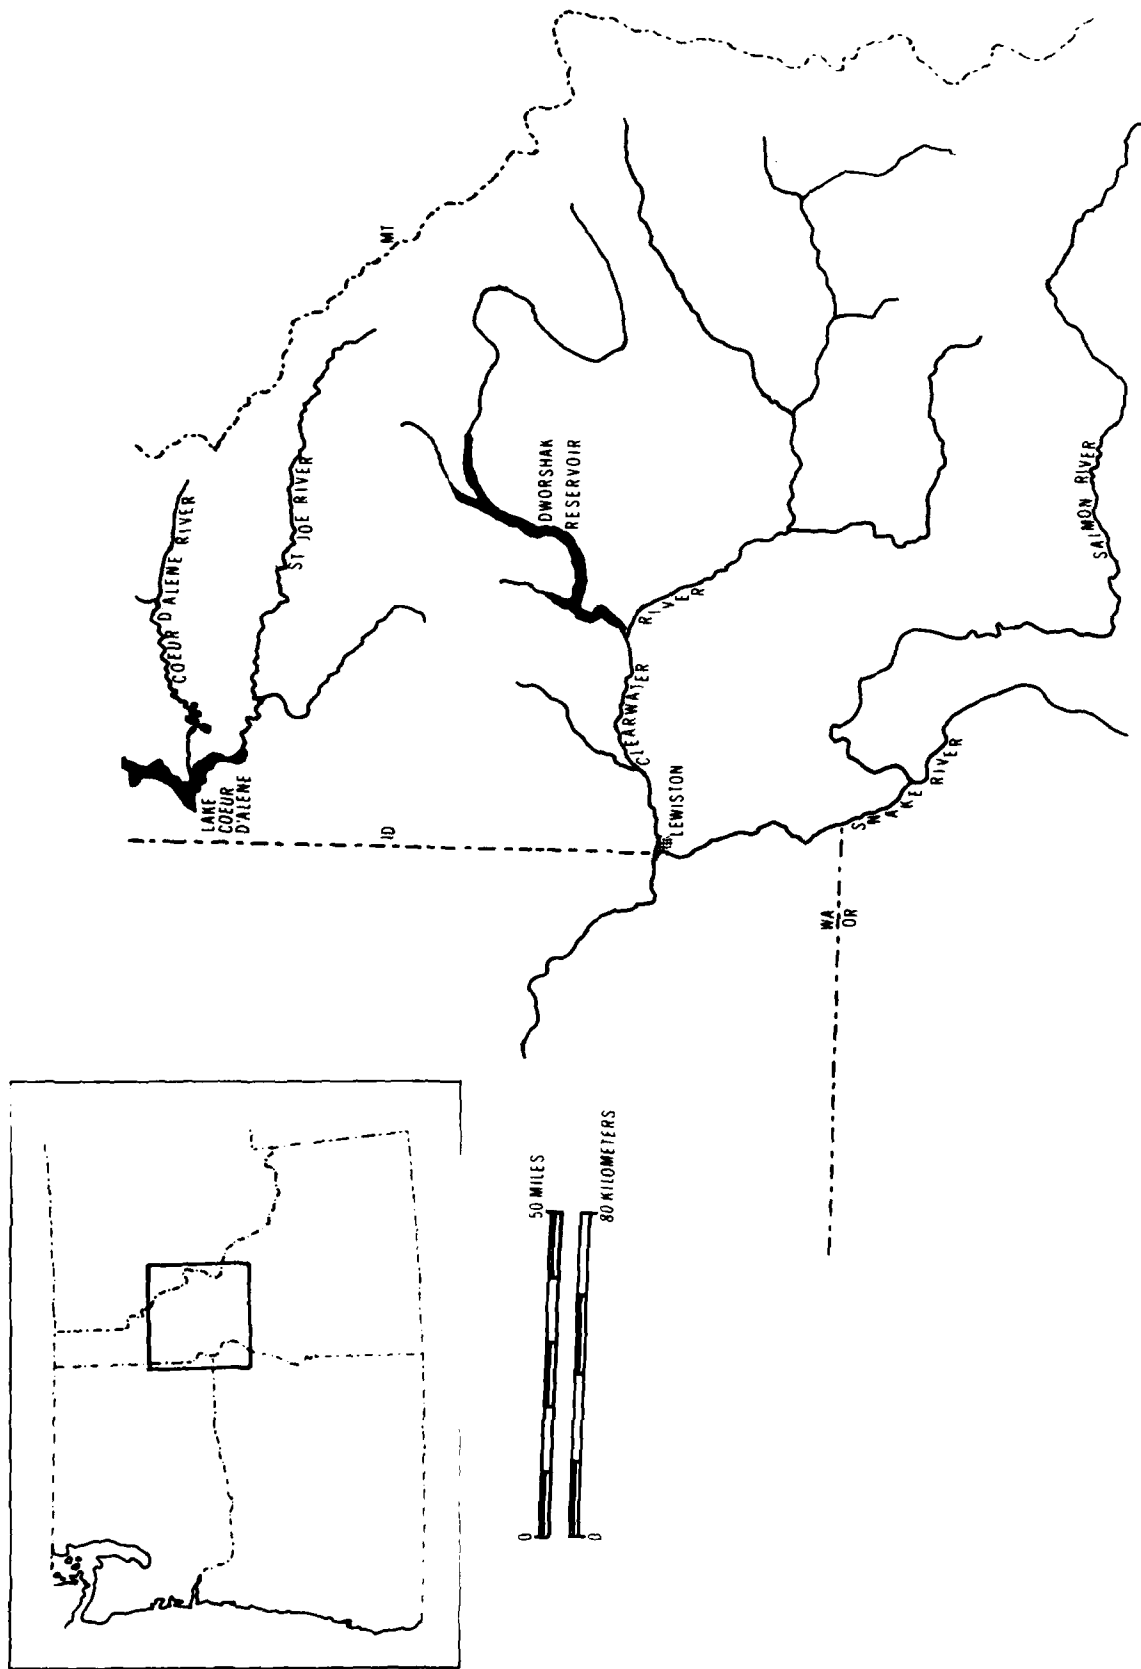 MT
COEUR D'ALENE RIVER
ST JOE RIVER
LAKE
COEUR
D'ALENE
ID
DWORSHAK
RESERVOIR
CLEARWATER RIVER
LEWISTON
SNAKE RIVER
SALMON RIVER
WA
OR
0 50 MILES
0 80 KILOMETERS